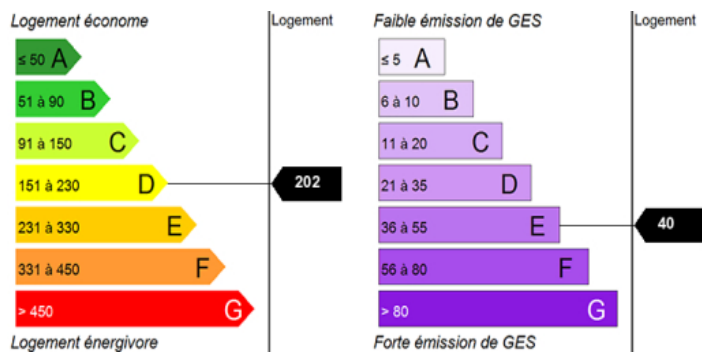 Logement économe
Logement
≤ 50 A
51 à 90 B
91 à 150 C
151 à 230 D
202
231 à 330 E
331 à 450 F
> 450 G
Logement énergivore
Faible émission de GES
Logement
≤ 5 A
6 à 10 B
11 à 20 C
21 à 35 D
36 à 55 E
40
56 à 80 F
> 80 G
Forte émission de GES